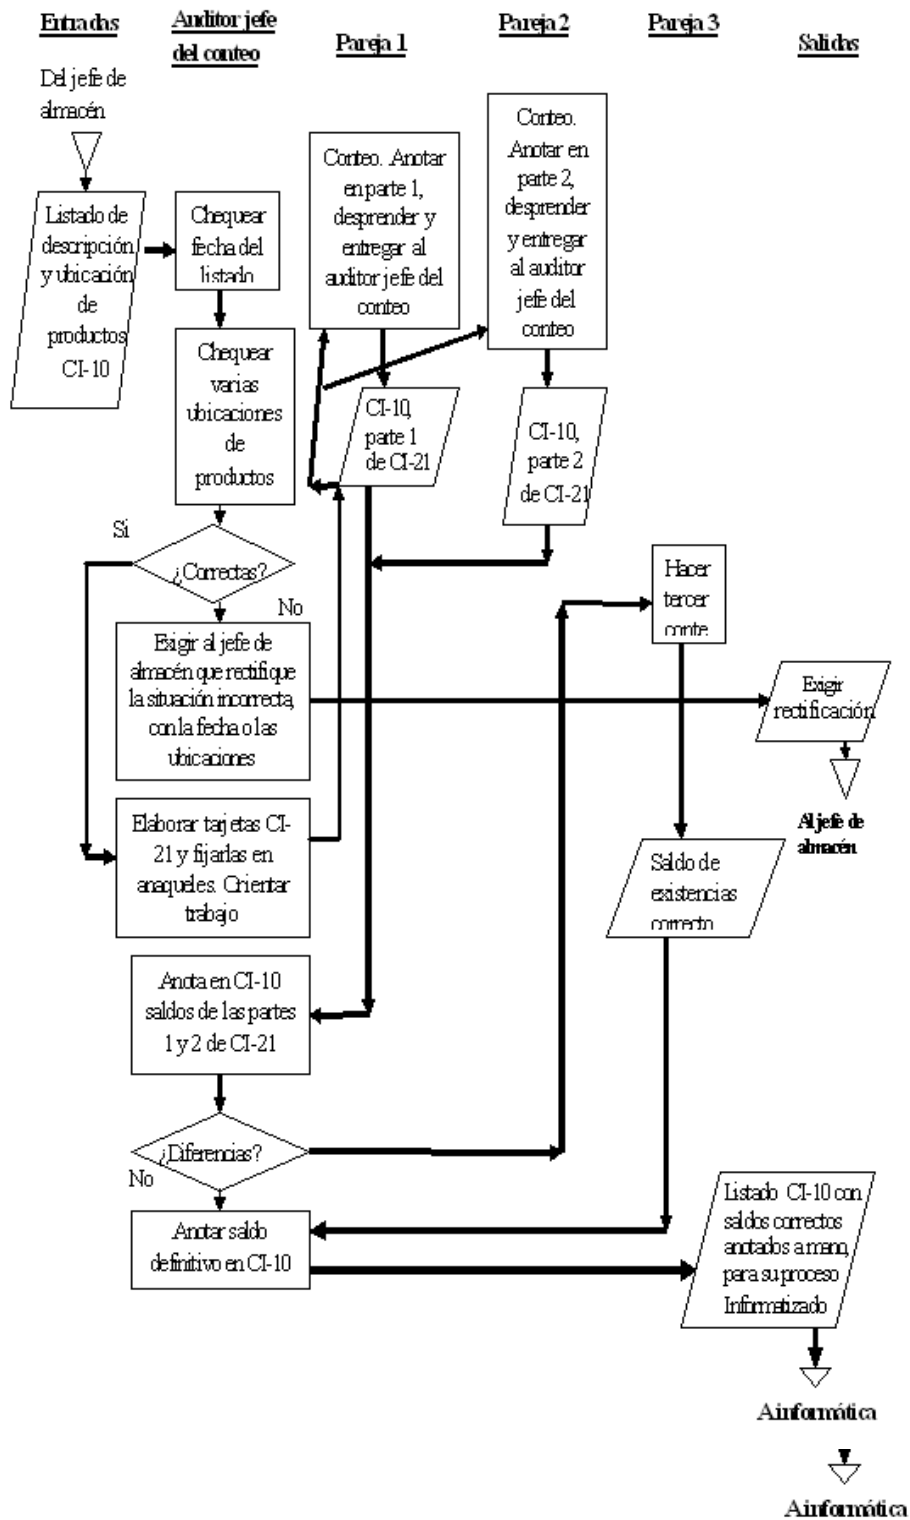 Entradas
Auditor jefe
del conteo
Pareja 1
Pareja 2
Pareja 3
Salidas
Del jefe de
almacén
Listado de
descripción
y ubicación
de
productos
CI-10
Chequear
fecha del
listado
Chequear
varias
ubicaciones
de
productos
Si
¿Correctas?
No
Exigir al jefe de
almacén que rectifique
la situación incorrecta,
con la fecha o las
ubicaciones
Elaborar tarjetas CI-
21 y fijarlas en
anaqueles. Orientar
trabajo
Anota en CI-10
saldos de las partes
1 y 2 de CI-21
¿Diferencias?
No
Anotar saldo
definitivo en CI-10
Conteo. Anotar
en parte 1,
desprender y
entregar al
auditor jefe del
conteo
CI-10,
parte 1
de CI-21
Conteo.
Anotar en
parte 2,
desprender
y entregar
al auditor
jefe del
conteo
CI-10,
parte 2
de CI-21
Hacer
tercer
conte
Saldo de
existencias
correcto
Exigir
rectificación
Al jefe de
almacén
Listado CI-10 con
saldos correctos
anotados a mano,
para su proceso
Informatizado
A informática
A informática